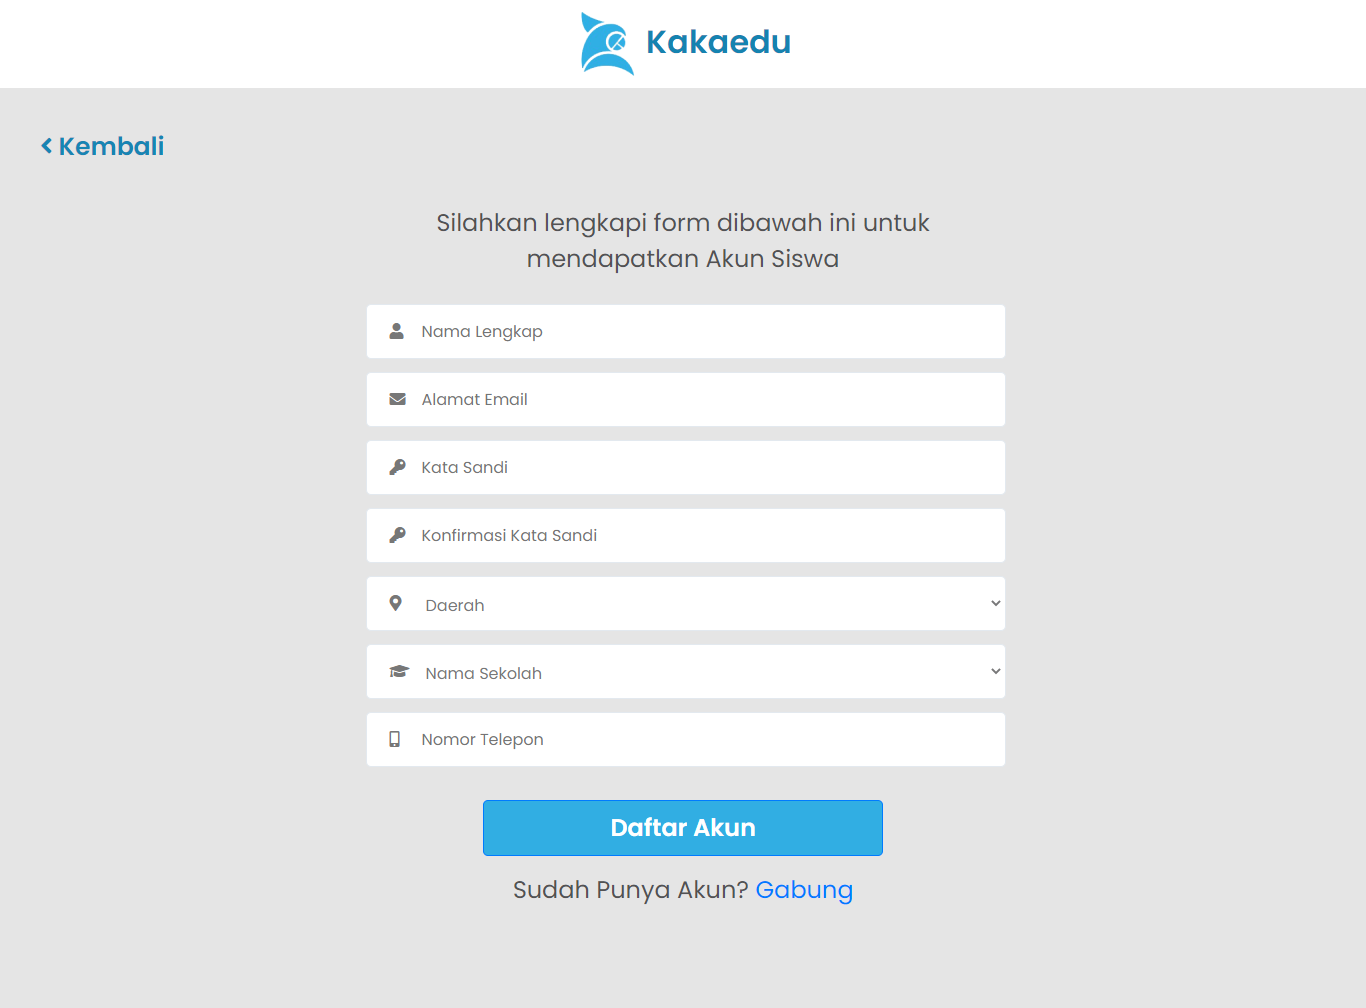 Kakaedu
Kembali
Silahkan lengkapi form dibawah ini untuk
mendapatkan Akun Siswa
Nama Lengkap
Alamat Email
Kata Sandi
Konfirmasi Kata Sandi
Daerah
Nama Sekolah
Nomor Telepon
Daftar Akun
Sudah Punya Akun? Gabung